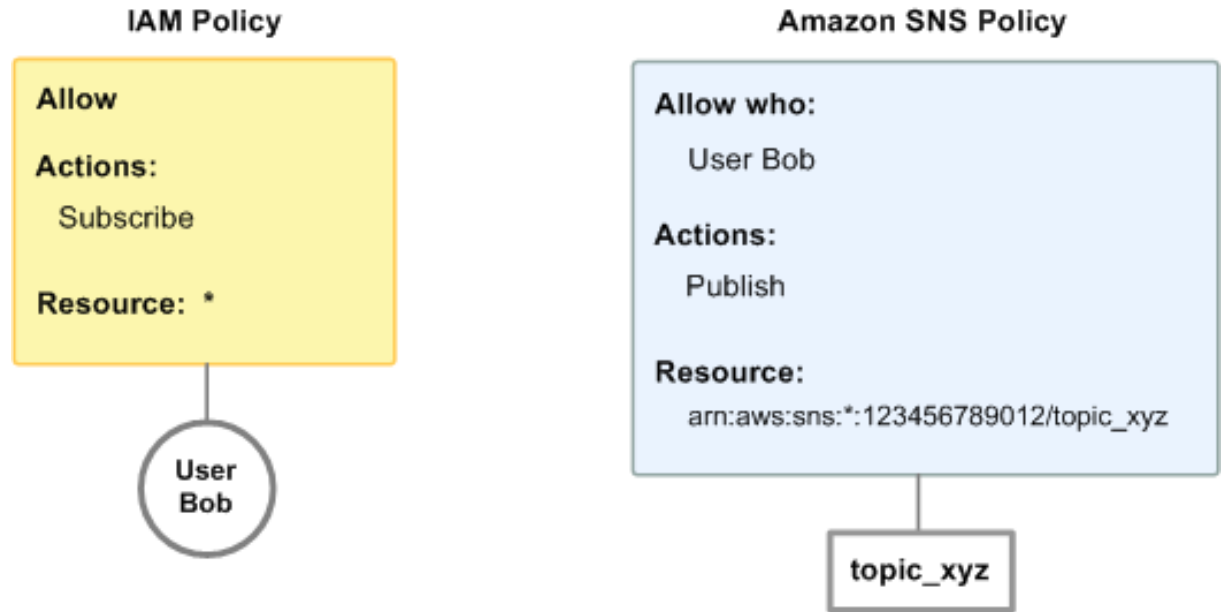 IAM Policy
Allow
Actions:
Subscribe
Resource: *
User
Bob
Amazon SNS Policy
Allow who:
User Bob
Actions:
Publish
Resource:
arn:aws:sns:*:123456789012/topic_xyz
topic_xyz